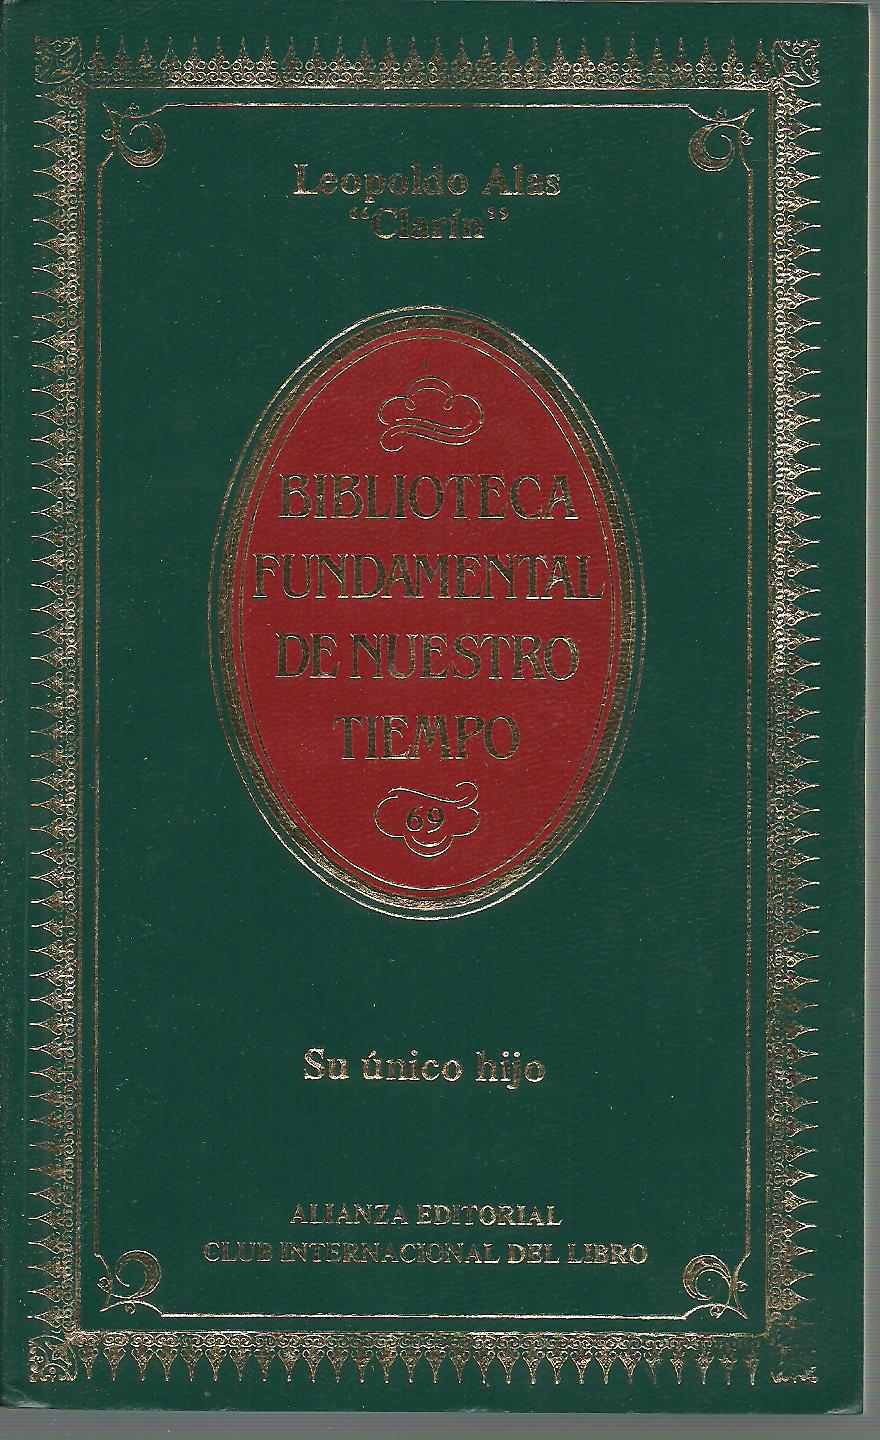 Leopoldo Alas
“Clarín”
BIBLIOTECA
FUNDAMENTAL
DE NUESTRO
TIEMPO
69
Su único hijo
ALIANZA EDITORIAL
CLUB INTERNACIONAL DEL LIBRO